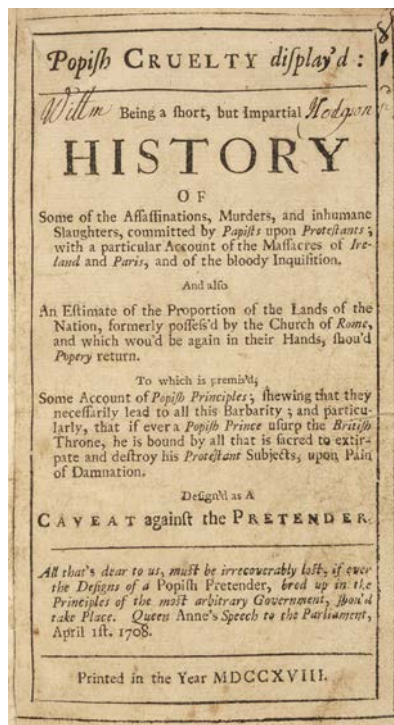 Popiſh CRUELTY diſplay'd:
Willm Being a ſhort, but Impartial Hodgson
HISTORY
OF
Some of the Aſſaſſinations, Murders, and inhumane
Slaughters, committed by Papiſts upon Proteſtants;
with a particular Account of the Maſſacres of Ire-
land and Paris, and of the bloody Inquiſition.
And alſo
An Eſtimate of the Proportion of the Lands of the
Nation, formerly poſſeſs'd by the Church of Rome,
and which wou'd be again in their Hands, ſhou'd
Popery return.
To which is premis'd,
Some Account of Popiſh Principles; ſhewing that they
neceſſarily lead to all this Barbarity; and particu-
larly, that if ever a Popiſh Prince uſurp the Britiſh
Throne, he is bound by all that is ſacred to extir-
pate and deſtroy his Proteſtant Subjects, upon Pain
of Damnation.
Deſign'd as A
CAVEAT againſt the PRETENDER.
All that's dear to us, muſt be irrecoverably loſt, if ever
the Deſigns of a Popiſh Pretender, bred up in the
Principles of the moſt arbitrary Government, ſhou'd
take Place. Queen Anne's Speech to the Parliament,
April 1ſt. 1708.
Printed in the Year MDCCXVIII.